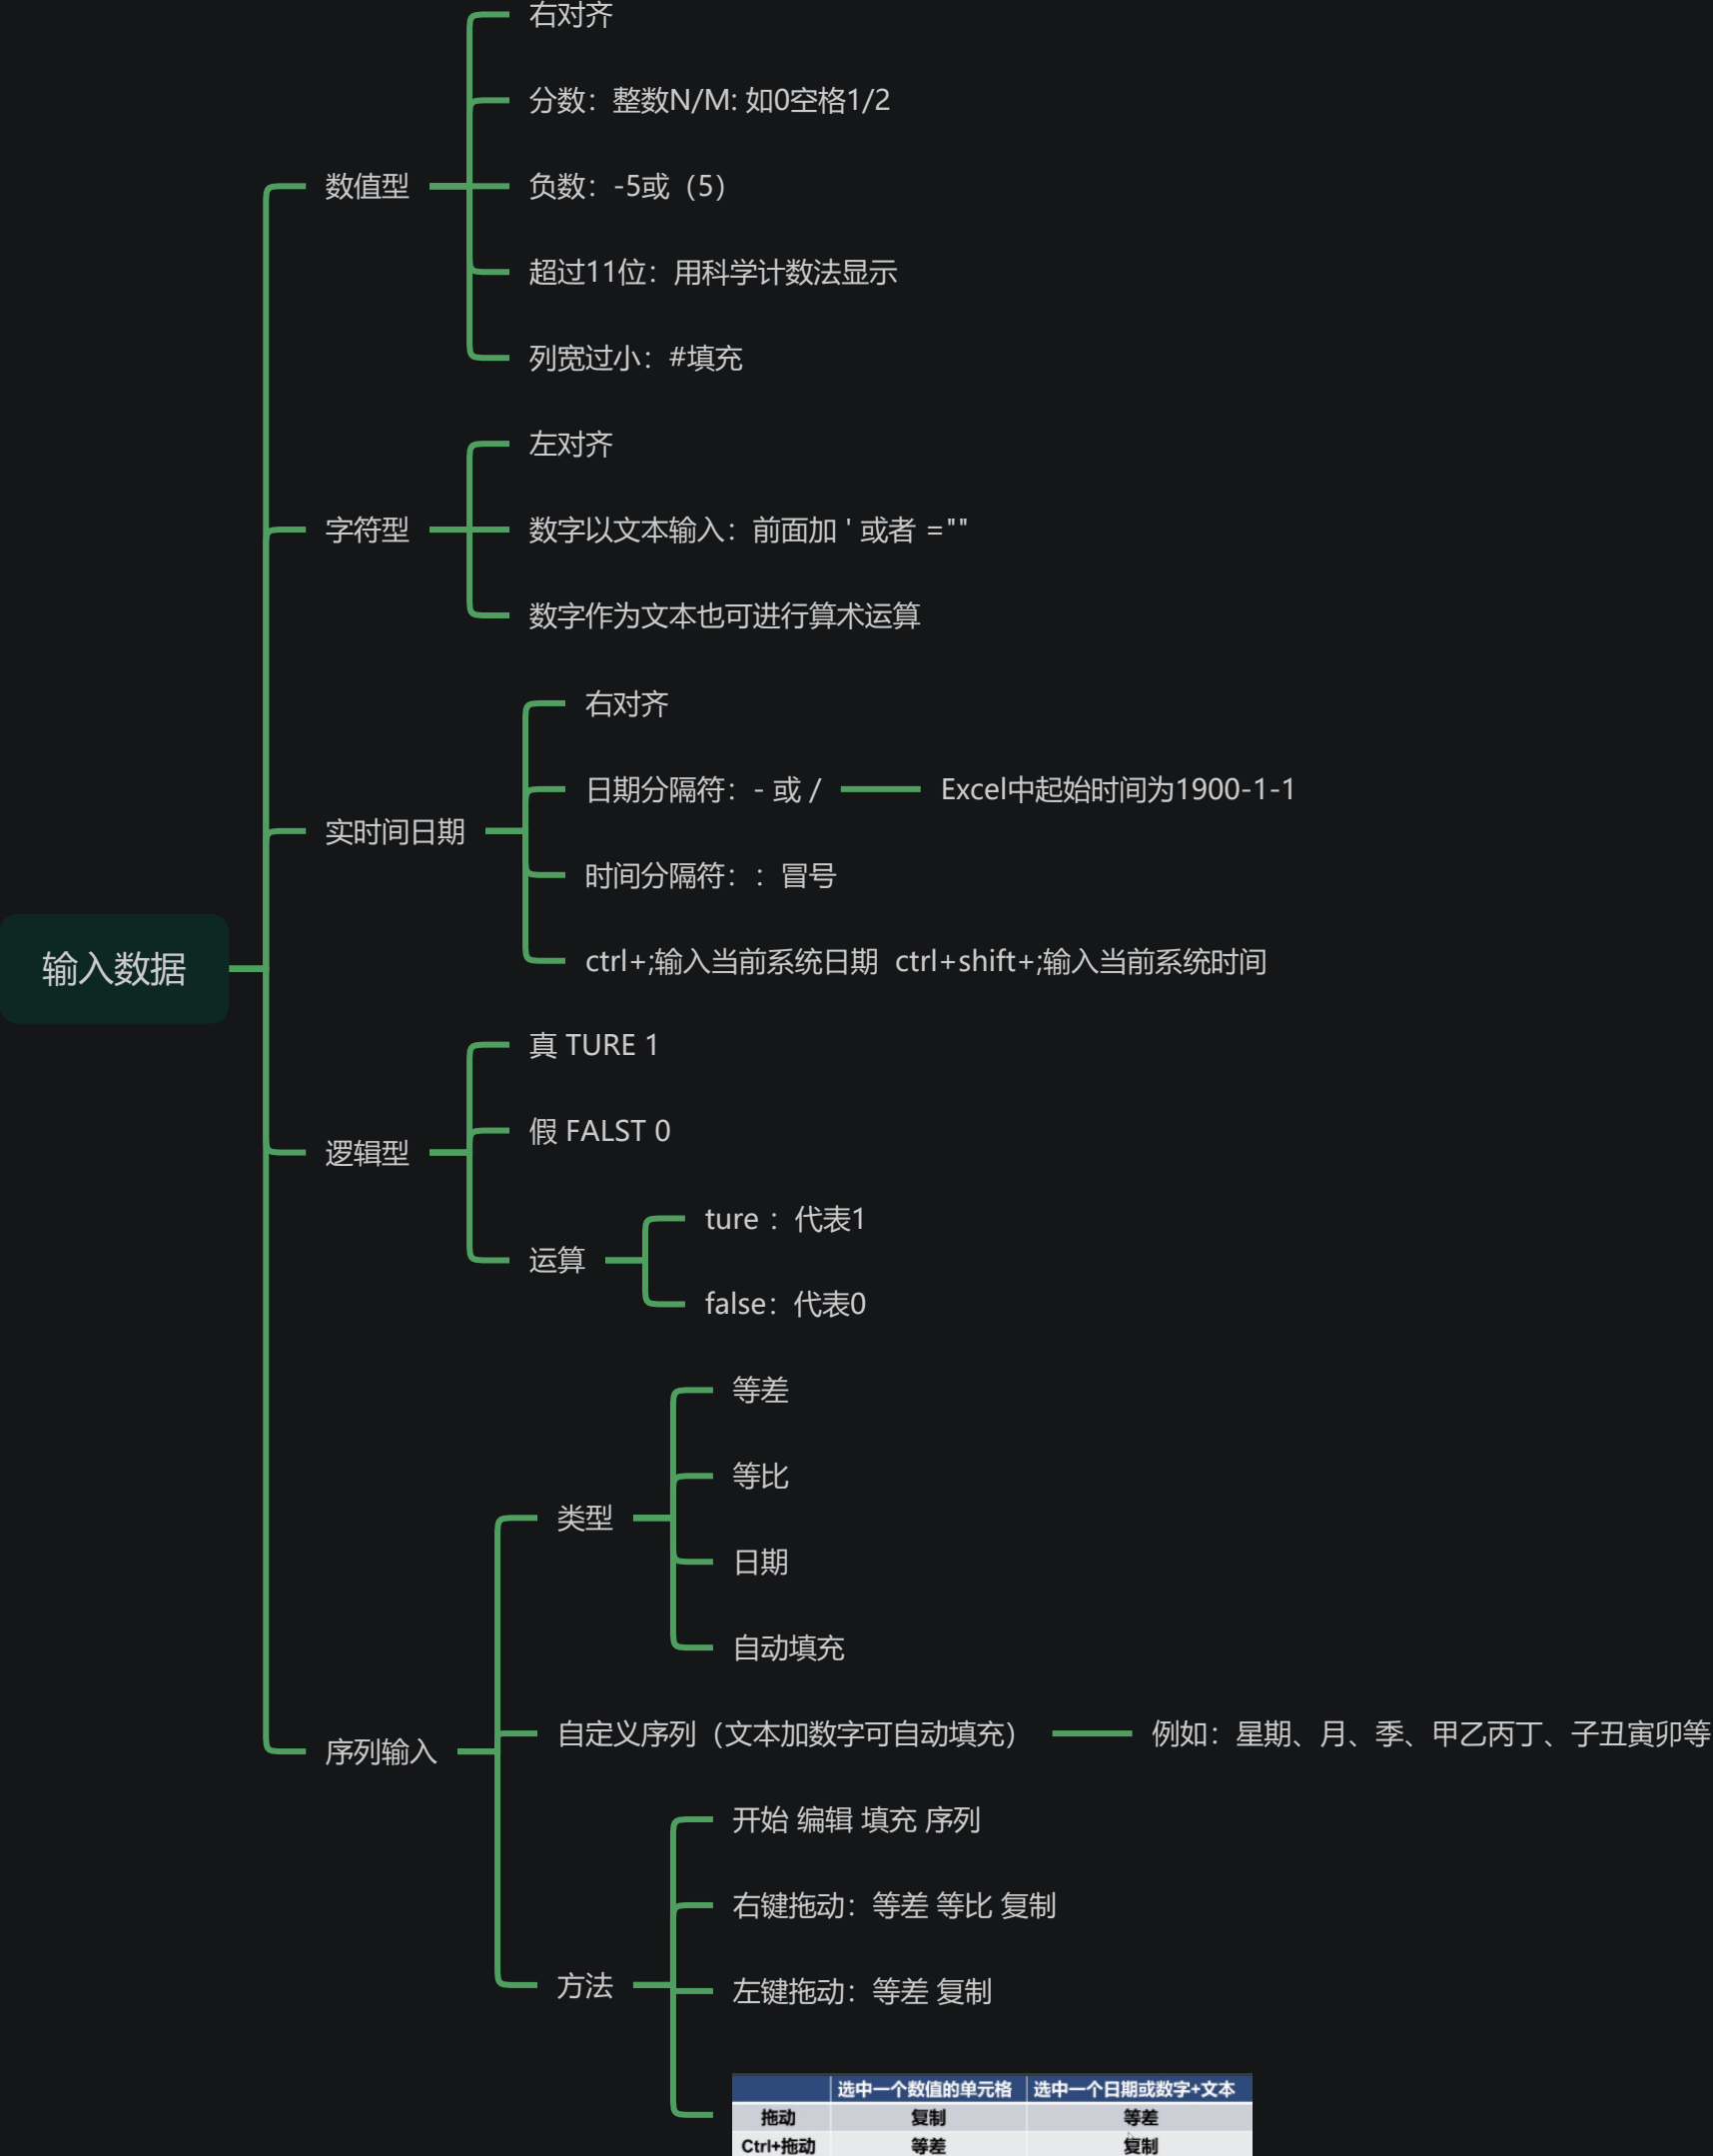 输入数据
数值型
右对齐
分数：整数N/M: 如0空格1/2
负数：-5或（5）
超过11位：用科学计数法显示
列宽过小：#填充
字符型
左对齐
数字以文本输入：前面加 ' 或者 =""
数字作为文本也可进行算术运算
实时间日期
右对齐
日期分隔符：- 或 /
Excel中起始时间为1900-1-1
时间分隔符：：冒号
ctrl+;输入当前系统日期 ctrl+shift+;输入当前系统时间
逻辑型
真 TURE 1
假 FALST 0
运算
ture ：代表1
false：代表0
序列输入
类型
等差
等比
日期
自动填充
自定义序列（文本加数字可自动填充）
例如：星期、月、季、甲乙丙丁、子丑寅卯等
方法
开始 编辑 填充 序列
右键拖动：等差 等比 复制
左键拖动：等差 复制
选中一个数值的单元格 选中一个日期或数字+文本
拖动 复制 等差
Ctrl+拖动 等差 复制